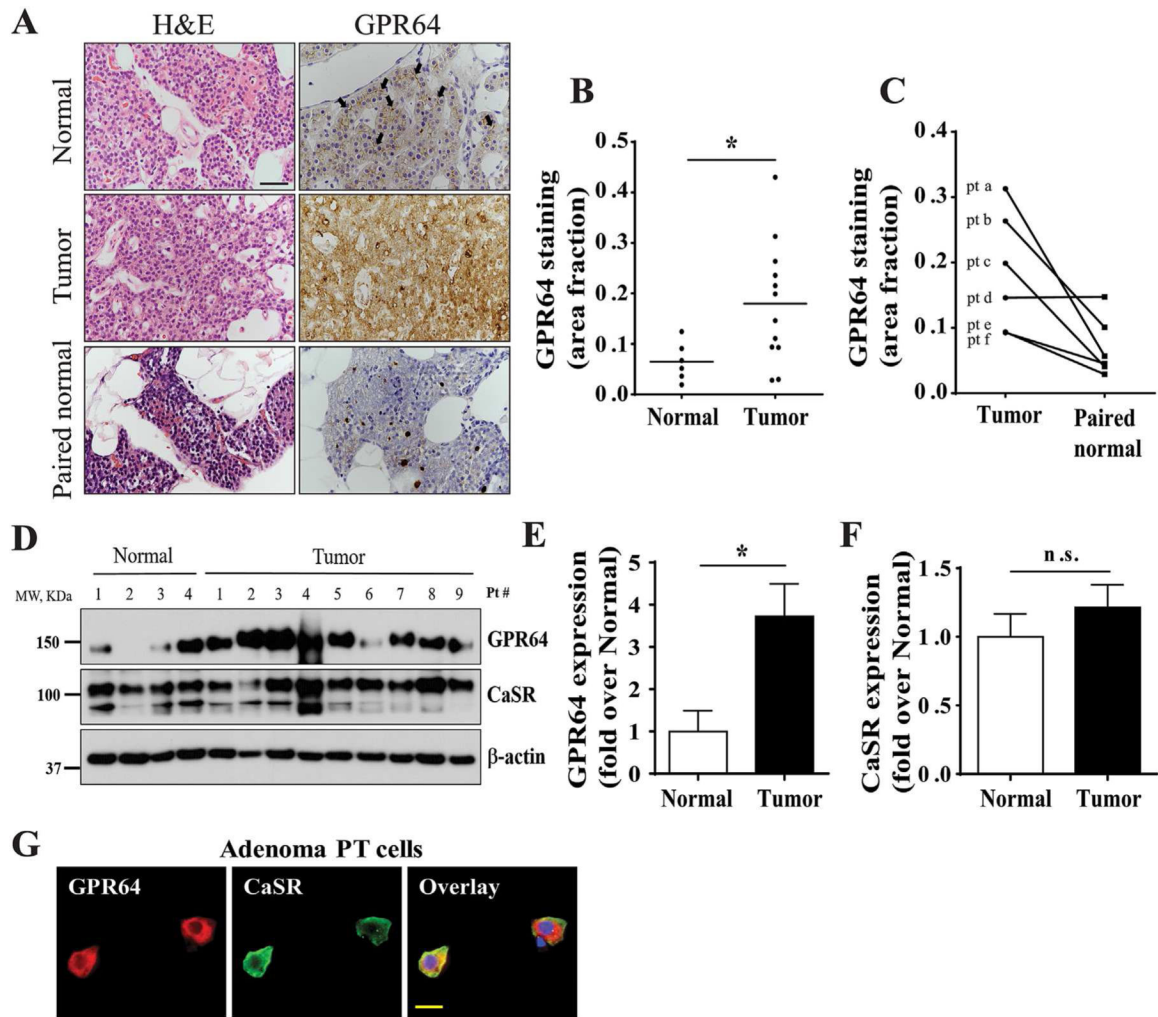 A
H&E
GPR64
Normal
Tumor
Paired normal
B
GPR64 staining
(area fraction)
0.5
0.4
0.3
0.2
0.1
0.0
*
Normal
Tumor
C
GPR64 staining
(area fraction)
0.4
0.3
0.2
0.1
0.0
pt a
pt b
pt c
pt d
pt e
pt f
Tumor
Paired
normal
D
Normal
Tumor
MW, KDa
1 2 3 4 1 2 3 4 5 6 7 8 9 Pt #
150
GPR64
100
CaSR
37
β-actin
E
GPR64 expression
(fold over Normal)
5
4
3
2
1
0
*
Normal
Tumor
F
CaSR expression
(fold over Normal)
1.5
1.0
0.5
0.0
n.s.
Normal
Tumor
G
Adenoma PT cells
GPR64
CaSR
Overlay